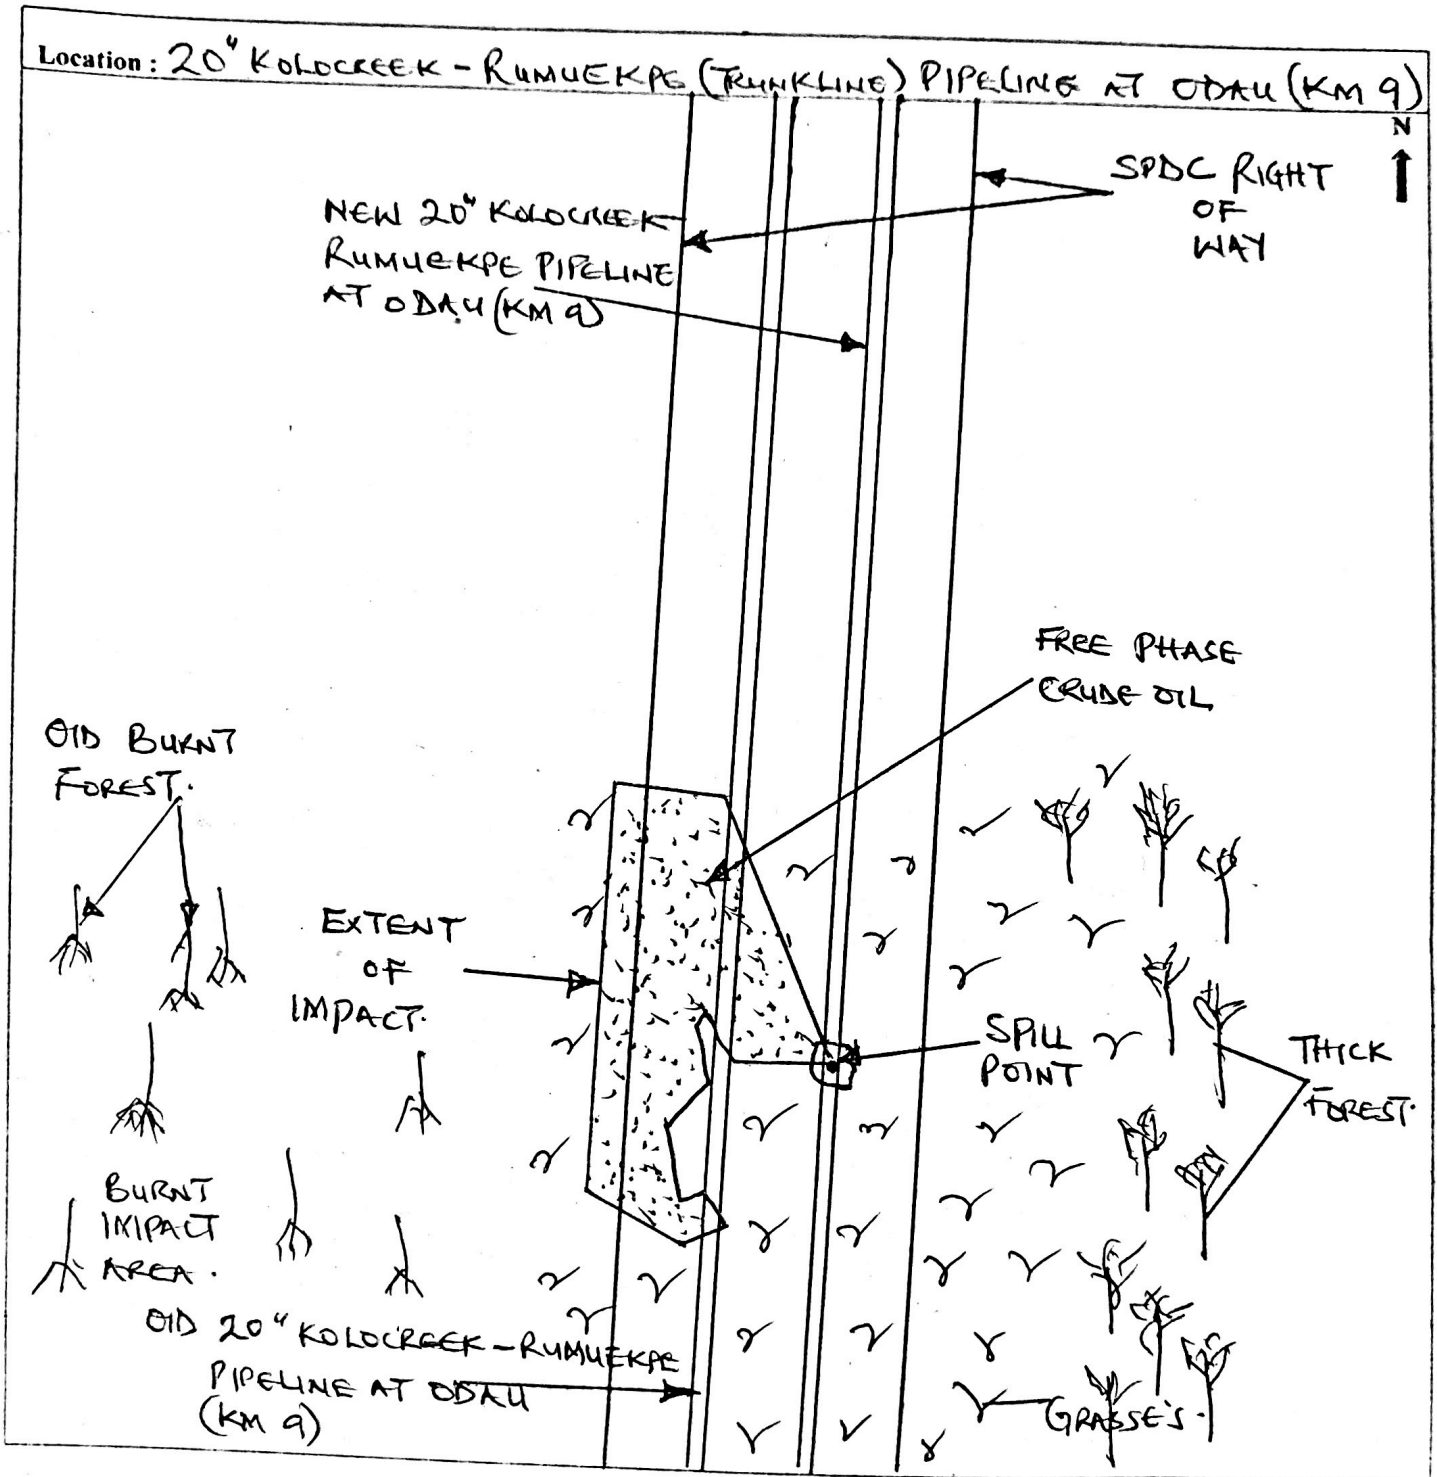 Location : 20" KOLOCREEK - RUMUEKPE (TRUNKLINE) PIPELINE AT ODAU (KM 9)
N
SPDC RIGHT
OF
WAY
NEW 20" KOLOCREEK
RUMUEKPE PIPELINE
AT ODAU (KM 9)
FREE PHASE
CRUDE OIL
OlD BURNT
FOREST.
EXTENT
OF
IMPACT.
SPILL
POINT
THICK
FOREST.
BURNT
IMPACT
AREA.
OlD 20" KOLOCREEK - RUMUEKPE
PIPELINE AT ODAU
(KM 9)
GRASSE'S.